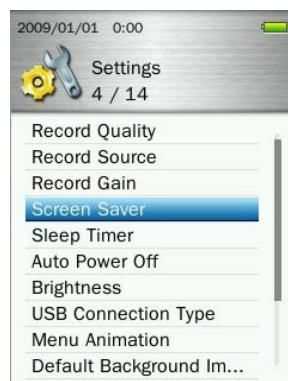 2009/01/01 0:00
Settings
4 / 14
Record Quality
Record Source
Record Gain
Screen Saver
Sleep Timer
Auto Power Off
Brightness
USB Connection Type
Menu Animation
Default Background Im...